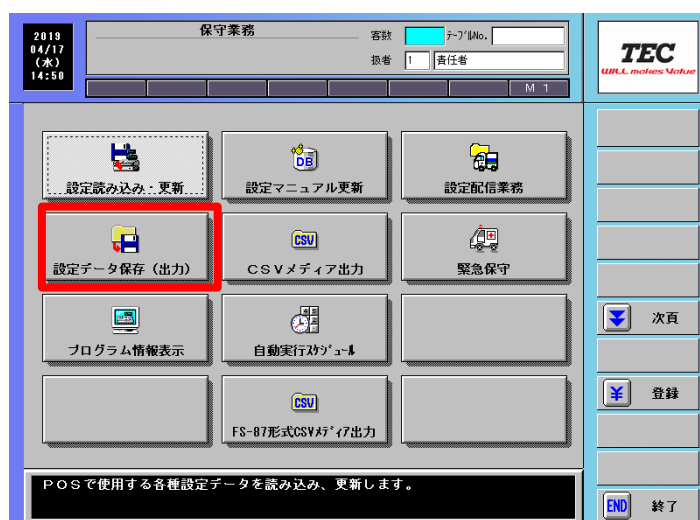 2019
04/17
(水)
14:50
保守業務
客数
ﾃｰﾌﾞﾙNo.
扱者
1
責任者
M 1
TEC
WILL makes Value
設定読み込み・更新
DB
設定マニュアル更新
設定配信業務
設定データ保存（出力）
CSV
ＣＳＶメディア出力
緊急保守
プログラム情報表示
自動実行ｽｹｼﾞｭｰﾙ
CSV
FS-87形式CSVﾒﾃﾞｨｱ出力
次頁
¥
登録
END
終了
ＰＯＳで使用する各種設定データを読み込み、更新します。